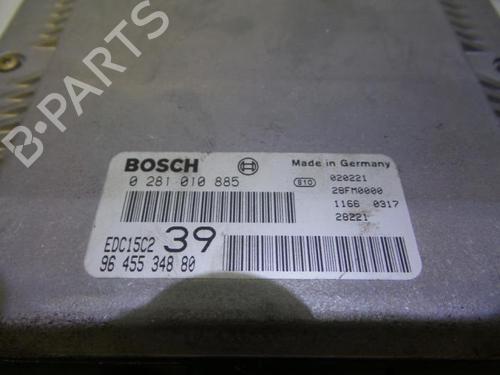 B-PARTS
BOSCH
Made in Germany
0 281 010 885
810
020221
28FM0000
1166 0317
28221
EDC15C2 39
96 455 348 80